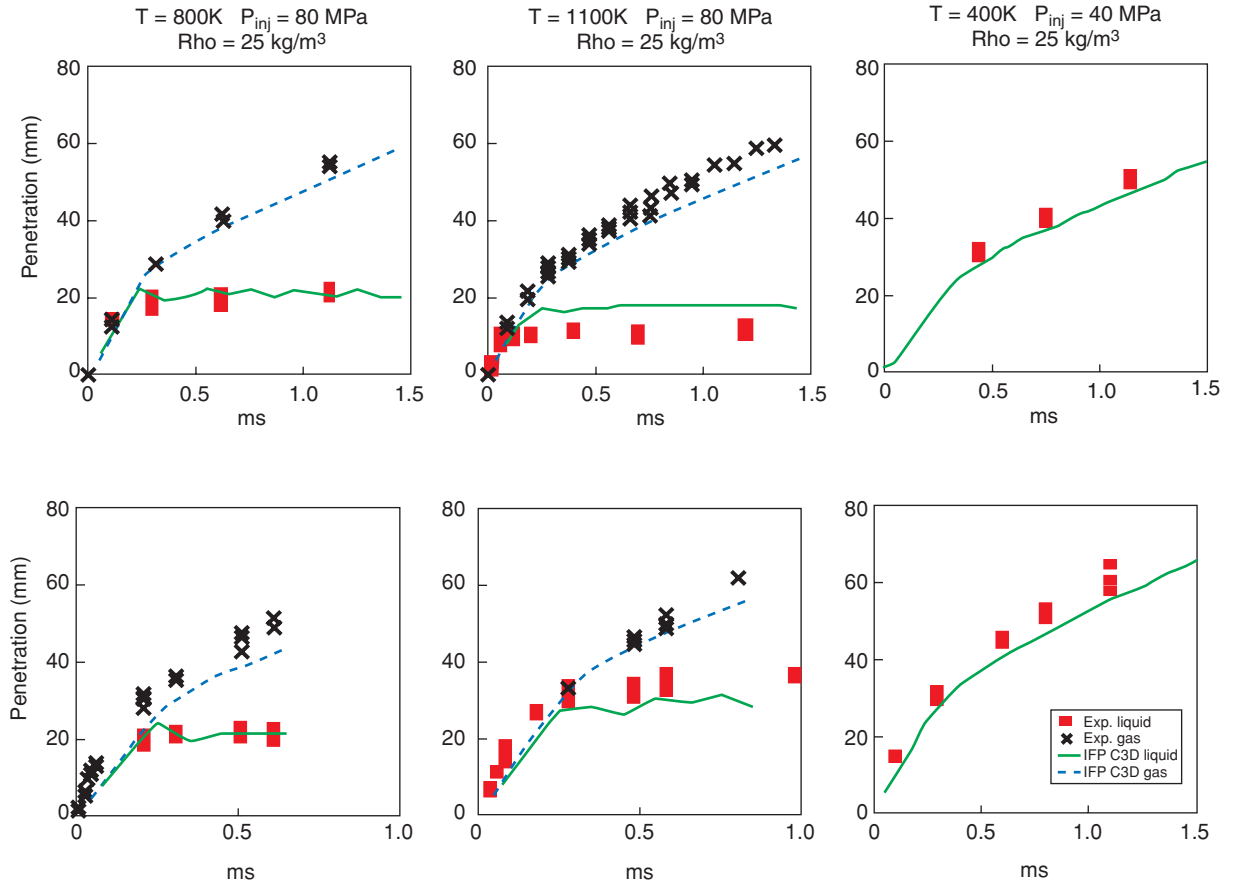 T = 800K P_inj = 80 MPa
Rho = 25 kg/m³
T = 1100K P_inj = 80 MPa
Rho = 25 kg/m³
T = 400K P_inj = 40 MPa
Rho = 25 kg/m³
Penetration (mm)
80
60
40
20
0
0
0.5
1.0
1.5
ms
80
60
40
20
0
0
0.5
1.0
1.5
ms
80
60
40
20
0
0
0.5
1.0
1.5
ms
Penetration (mm)
80
60
40
20
0
0
0.5
1.0
ms
80
60
40
20
0
0
0.5
1.0
ms
80
60
40
20
0
0
0.5
1.0
1.5
ms
Exp. liquid
Exp. gas
IFP C3D liquid
IFP C3D gas